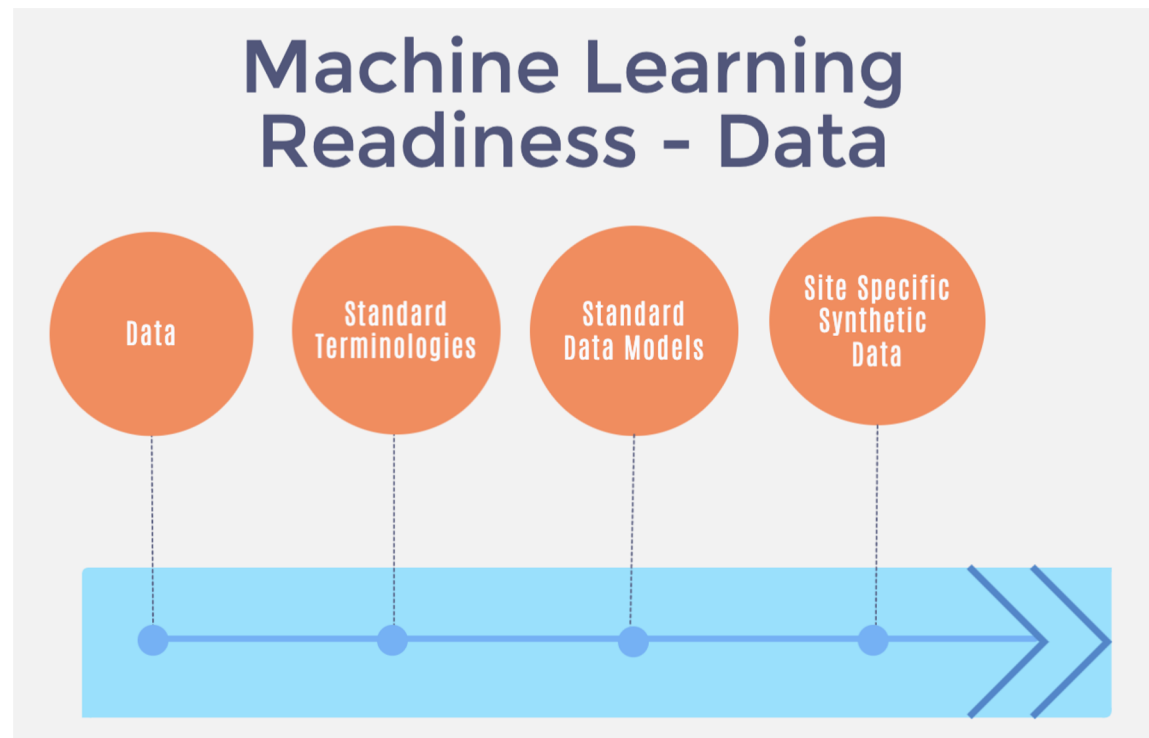 Machine Learning
Readiness - Data
Data
Standard
Terminologies
Standard
Data Models
Site Specific
Synthetic
Data